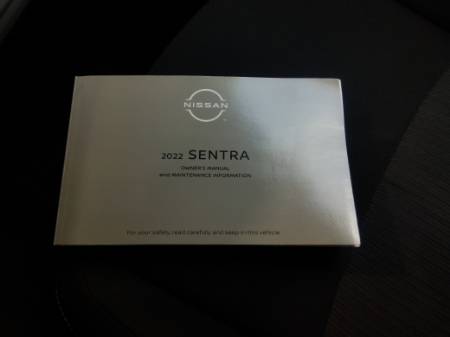 NISSAN
2022 SENTRA
OWNER'S MANUAL
and MAINTENANCE INFORMATION
For your safety, read carefully and keep in this vehicle.